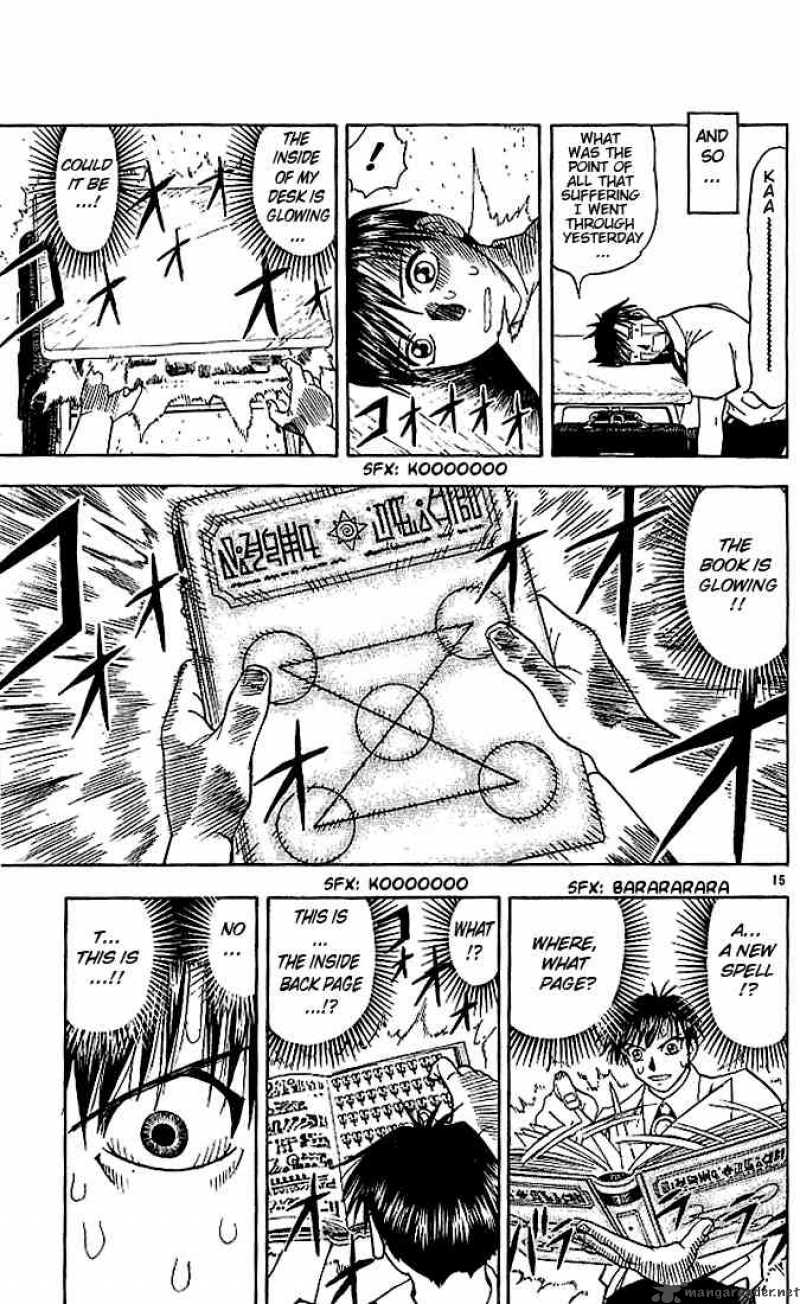 AND
SO
...
KAA
WHAT
WAS THE
POINT OF
ALL THAT
SUFFERING
I WENT
THROUGH
YESTERDAY
...
!
SFX: KOOOOOOO
THE
INSIDE
OF MY
DESK IS
GLOWING
...
COULD
IT BE
...!
THE
BOOK IS
GLOWING
!!
SFX: KOOOOOOO
SFX: BARARARARA
15
A...
A NEW
SPELL
!?
WHERE,
WHAT
PAGE?
WHAT
!?
THIS IS
...
THE INSIDE
BACK PAGE
...!?
NO
...
T...
THIS IS
...!!
mangareader.net